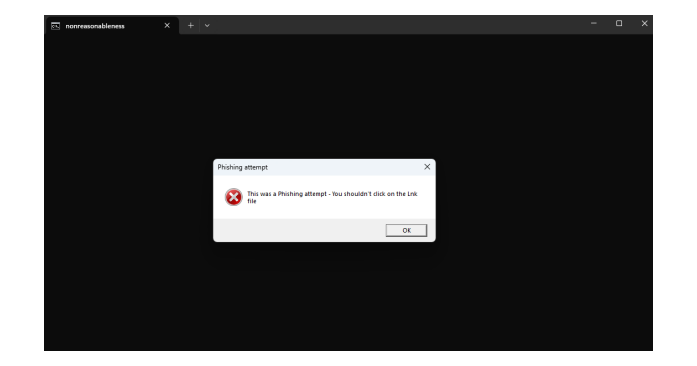 nonreasonableness
Phishing attempt
This was a Phishing attempt - You shouldn't click on the Lnk
file
OK